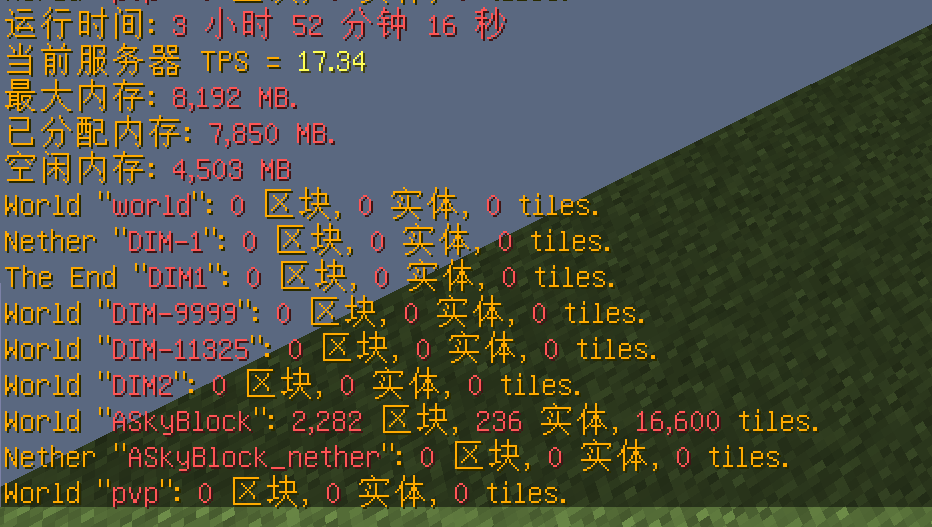 运行时间: 3 小时 52 分钟 16 秒
当前服务器 TPS = 17.34
最大内存: 8,192 MB.
已分配内存: 7,850 MB.
空闲内存: 4,503 MB
World "world": 0 区块, 0 实体, 0 tiles.
Nether "DIM-1": 0 区块, 0 实体, 0 tiles.
The End "DIM1": 0 区块, 0 实体, 0 tiles.
World "DIM-9999": 0 区块, 0 实体, 0 tiles.
World "DIM-11325": 0 区块, 0 实体, 0 tiles.
World "DIM2": 0 区块, 0 实体, 0 tiles.
World "ASkyBlock": 2,282 区块, 236 实体, 16,600 tiles.
Nether "ASkyBlock_nether": 0 区块, 0 实体, 0 tiles.
World "pvp": 0 区块, 0 实体, 0 tiles.